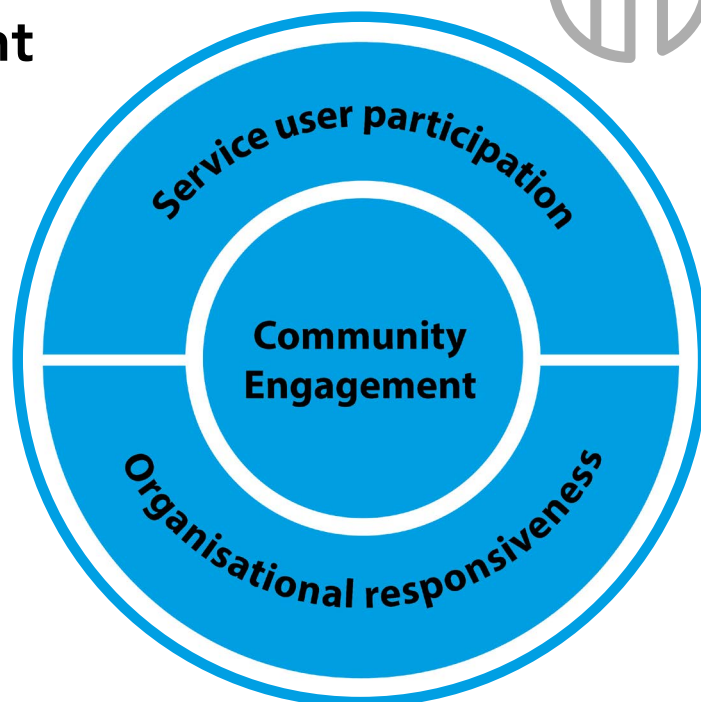 Service user participation
Community
Engagement
Organisational responsiveness